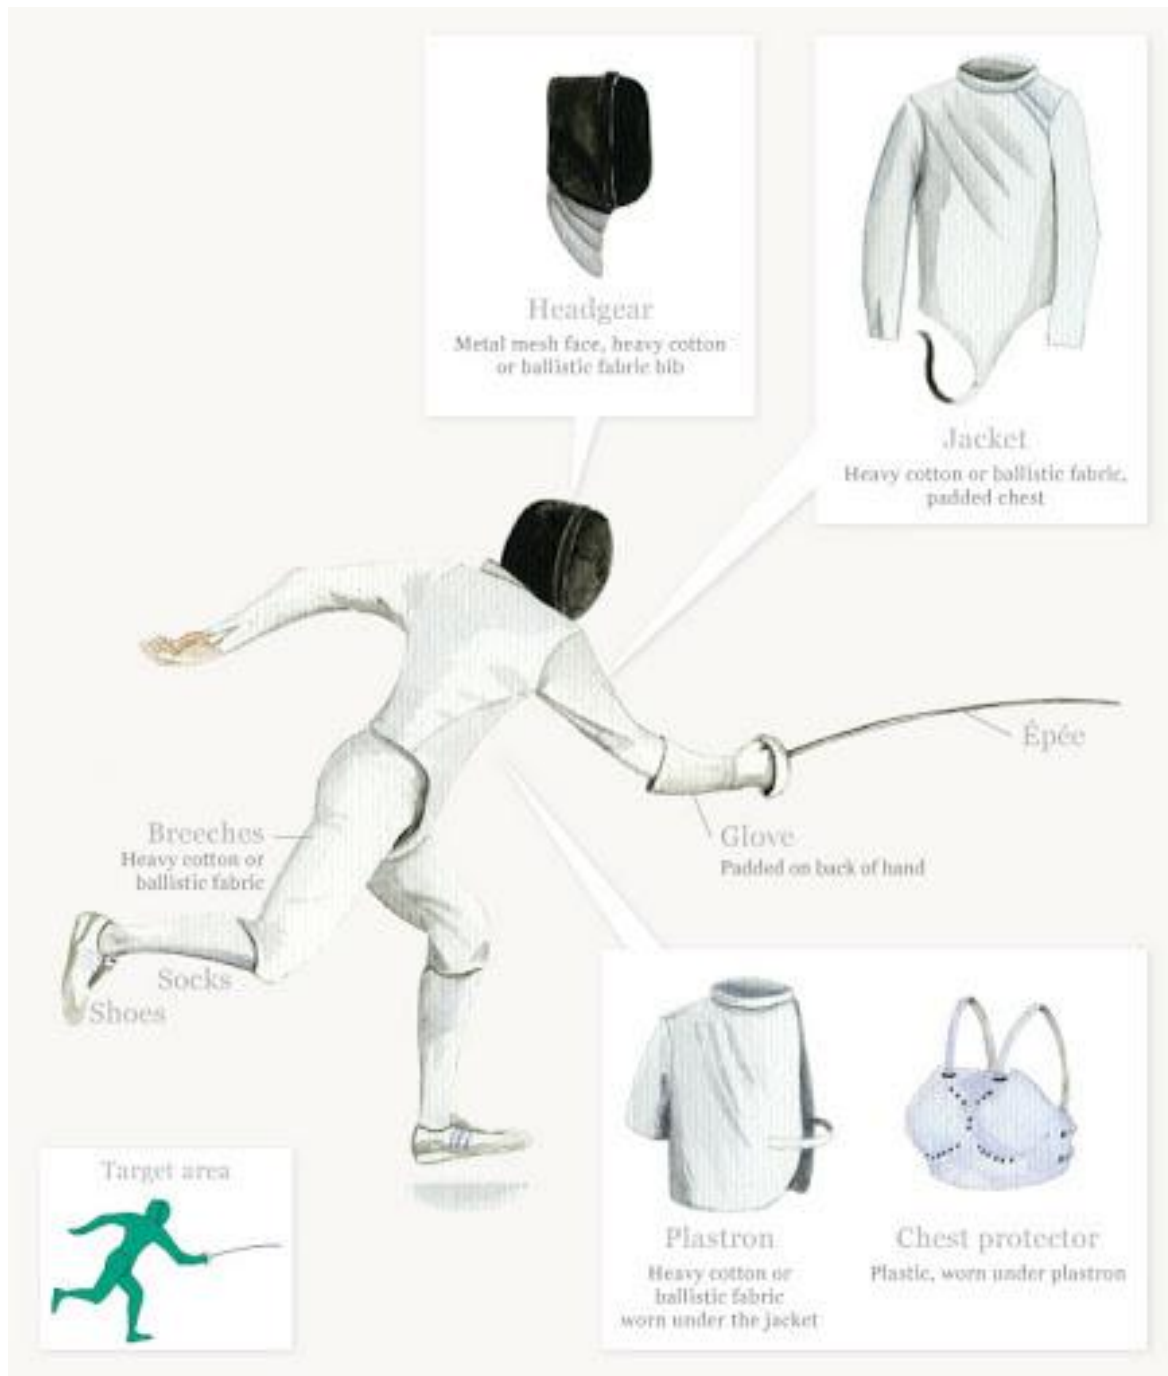 Headgear
Metal mesh face, heavy cotton
or ballistic fabric bib
Jacket
Heavy cotton or ballistic fabric,
padded chest
Épée
Glove
Padded on back of hand
Breeches
Heavy cotton or
ballistic fabric
Socks
Shoes
Target area
Plastron
Heavy cotton or
ballistic fabric
worn under the jacket
Chest protector
Plastic, worn under plastron